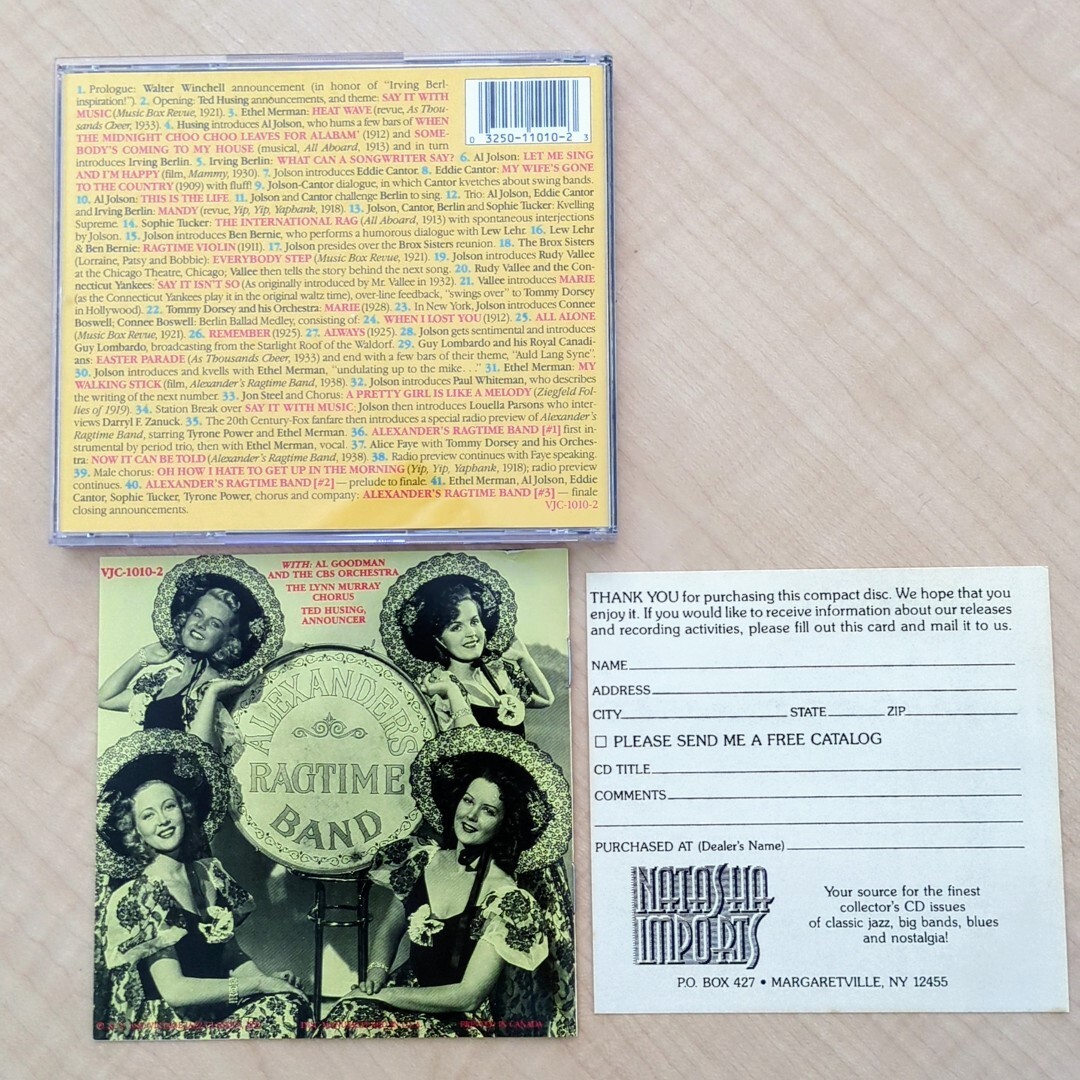 1. Prologue: Walter Winchell announcement (in honor of "Irving Berl-
inspiration!"). 2. Opening: Ted Husing announcements, and theme: SAY IT WITH
MUSIC (Music Box Revue, 1921). 3. Ethel Merman: HEAT WAVE (revue, As Thou-
sands Cheer, 1933). 4. Husing introduces Al Jolson, who hums a few bars of WHEN
THE MIDNIGHT CHOO CHOO LEAVES FOR ALABAM' (1912) and SOME-
BODY'S COMING TO MY HOUSE (musical, All Aboard, 1913) and in turn
introduces Irving Berlin. 5. Irving Berlin: WHAT CAN A SONGWRITER SAY? 6. Al Jolson: LET ME SING
AND I'M HAPPY (film, Mammy, 1930). 7. Jolson introduces Eddie Cantor. 8. Eddie Cantor: MY WIFE'S GONE
TO THE COUNTRY (1909) with fluff! 9. Jolson-Cantor dialogue, in which Cantor kvetches about swing bands.
10. Al Jolson: THIS IS THE LIFE. 11. Jolson and Cantor challenge Berlin to sing. 12. Trio: Al Jolson, Eddie Cantor
and Irving Berlin: MANDY (revue, Yip, Yip, Yaphank, 1918). 13. Jolson, Cantor, Berlin and Sophie Tucker: Kvelling
Supreme. 14. Sophie Tucker: THE INTERNATIONAL RAG (All Aboard, 1913) with spontaneous interjections
by Jolson. 15. Jolson introduces Ben Bernie, who performs a humorous dialogue with Lew Lehr. 16. Lew Lehr
& Ben Bernie: RAGTIME VIOLIN (1911). 17. Jolson presides over the Brox Sisters reunion. 18. The Brox Sisters
(Lorraine, Patsy and Bobbie): EVERYBODY STEP (Music Box Revue, 1921). 19. Jolson introduces Rudy Vallee
at the Chicago Theatre, Chicago; Vallee then tells the story behind the next song. 20. Rudy Vallee and the Con-
necticut Yankees: SAY IT ISN'T SO (As originally introduced by Mr. Vallee in 1932). 21. Vallee introduces MARIE
(as the Connecticut Yankees play it in the original waltz time), over-line feedback, "swings over" to Tommy Dorsey
in Hollywood). 22. Tommy Dorsey and his Orchestra: MARIE (1928). 23. In New York, Jolson introduces Connee
Boswell; Connee Boswell: Berlin Ballad Medley, consisting of: 24. WHEN I LOST YOU (1912). 25. ALL ALONE
(Music Box Revue, 1921). 26. REMEMBER (1925). 27. ALWAYS (1925). 28. Jolson gets sentimental and introduces
Guy Lombardo, broadcasting from the Starlight Roof of the Waldorf. 29. Guy Lombardo and his Royal Canadi-
ans: EASTER PARADE (As Thousands Cheer, 1933) and end with a few bars of their theme, "Auld Lang Syne".
30. Jolson introduces and kvells with Ethel Merman, "undulating up to the mike. . ." 31. Ethel Merman: MY
WALKING STICK (film, Alexander's Ragtime Band, 1938). 32. Jolson introduces Paul Whiteman, who describes
the writing of the next number. 33. Jon Steel and Chorus: A PRETTY GIRL IS LIKE A MELODY (Ziegfeld Fol-
lies of 1919). 34. Station Break over SAY IT WITH MUSIC; Jolson then introduces Louella Parsons who inter-
views Darryl F. Zanuck. 35. The 20th Century-Fox fanfare then introduces a special radio preview of Alexander's
Ragtime Band, starring Tyrone Power and Ethel Merman. 36. ALEXANDER'S RAGTIME BAND [#1] first in-
strumental by period trio, then with Ethel Merman, vocal. 37. Alice Faye with Tommy Dorsey and his Orches-
tra: NOW IT CAN BE TOLD (Alexander's Ragtime Band, 1938). 38. Radio preview continues with Faye speaking.
39. Male chorus: OH HOW I HATE TO GET UP IN THE MORNING (Yip, Yip, Yaphank, 1918); radio preview
continues. 40. ALEXANDER'S RAGTIME BAND [#2] — prelude to finale. 41. Ethel Merman, Al Jolson, Eddie
Cantor, Sophie Tucker, Tyrone Power, chorus and company: ALEXANDER'S RAGTIME BAND [#3] — finale
closing announcements.
VJC-1010-2
0 3250-11010-2 3
VJC-1010-2
WITH: AL GOODMAN
AND THE CBS ORCHESTRA
THE LYNN MURRAY
CHORUS
TED HUSING,
ANNOUNCER
ALEXANDER'S
RAGTIME
BAND
PRINTED IN CANADA
THANK YOU for purchasing this compact disc. We hope that you
enjoy it. If you would like to receive information about our releases
and recording activities, please fill out this card and mail it to us.
NAME
ADDRESS
CITY STATE ZIP
☐ PLEASE SEND ME A FREE CATALOG
CD TITLE
COMMENTS
PURCHASED AT (Dealer's Name)
NATASHA
IMPORTS
Your source for the finest
collector's CD issues
of classic jazz, big bands, blues
and nostalgia!
P.O. BOX 427 • MARGARETVILLE, NY 12455